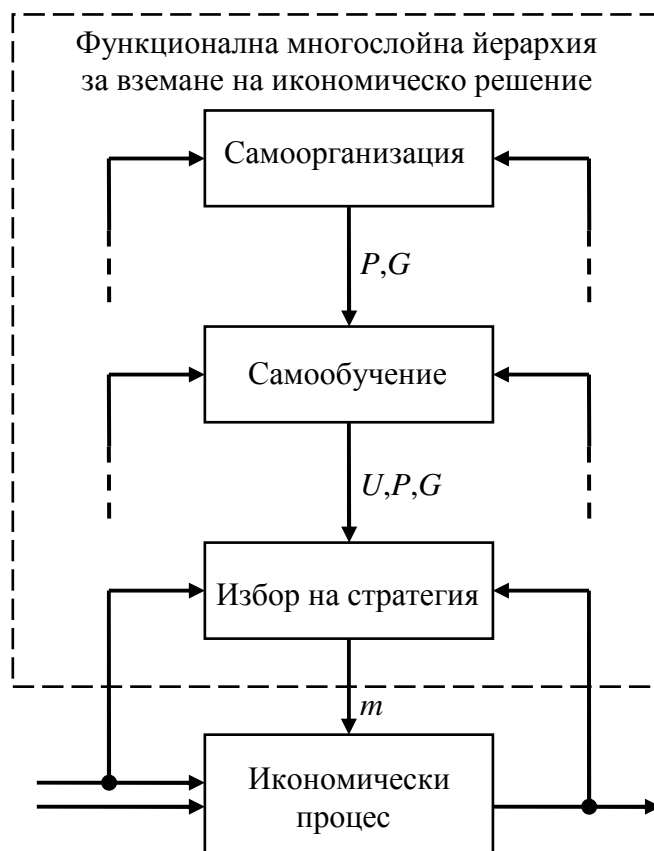 Функционална многослойна йерархия
за вземане на икономическо решение
Самоорганизация
P,G
Самообучение
U,P,G
Избор на стратегия
m
Икономически
процес